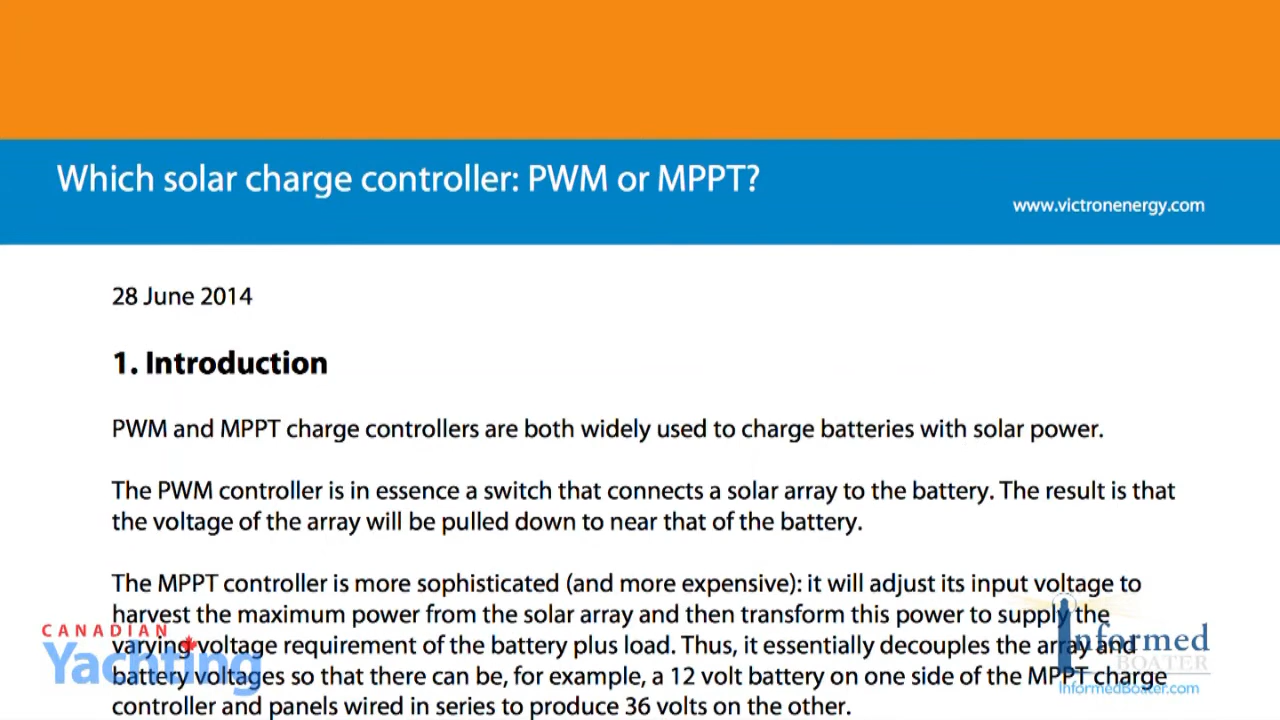 Which solar charge controller: PWM or MPPT?
www.victronenergy.com
28 June 2014
1. Introduction
PWM and MPPT charge controllers are both widely used to charge batteries with solar power.
The PWM controller is in essence a switch that connects a solar array to the battery. The result is that
the voltage of the array will be pulled down to near that of the battery.
The MPPT controller is more sophisticated (and more expensive): it will adjust its input voltage to
harvest the maximum power from the solar array and then transform this power to supply the
varying voltage requirement of the battery plus load. Thus, it essentially decouples the array and
battery voltages so that there can be, for example, a 12 volt battery on one side of the MPPT charge
controller and panels wired in series to produce 36 volts on the other.
CANADIAN
Yachting
Informed
BOATER
InformedBoater.com